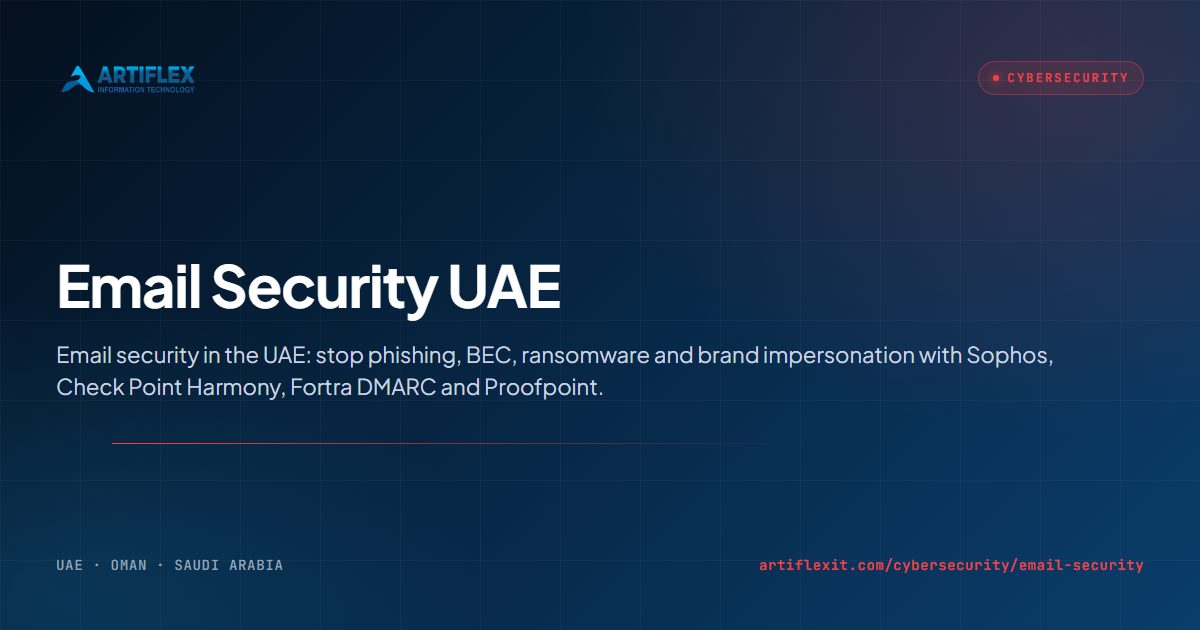 ARTIFLEX
INFORMATION TECHNOLOGY
CYBERSECURITY
Email Security UAE
Email security in the UAE: stop phishing, BEC, ransomware and brand impersonation with Sophos,
Check Point Harmony, Fortra DMARC and Proofpoint.
UAE · OMAN · SAUDI ARABIA
artiflexit.com/cybersecurity/email-security